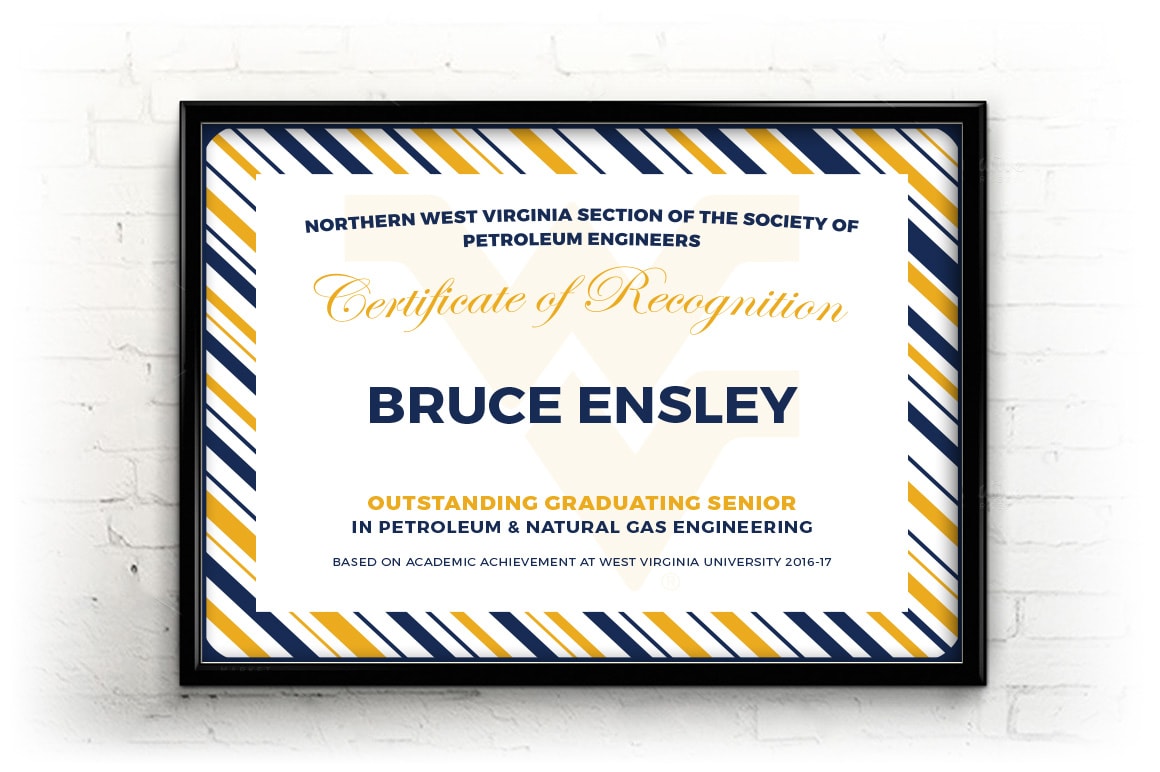 NORTHERN WEST VIRGINIA SECTION OF THE SOCIETY OF
PETROLEUM ENGINEERS
Certificate of Recognition
BRUCE ENSLEY
OUTSTANDING GRADUATING SENIOR
IN PETROLEUM & NATURAL GAS ENGINEERING
BASED ON ACADEMIC ACHIEVEMENT AT WEST VIRGINIA UNIVERSITY 2016-17
®